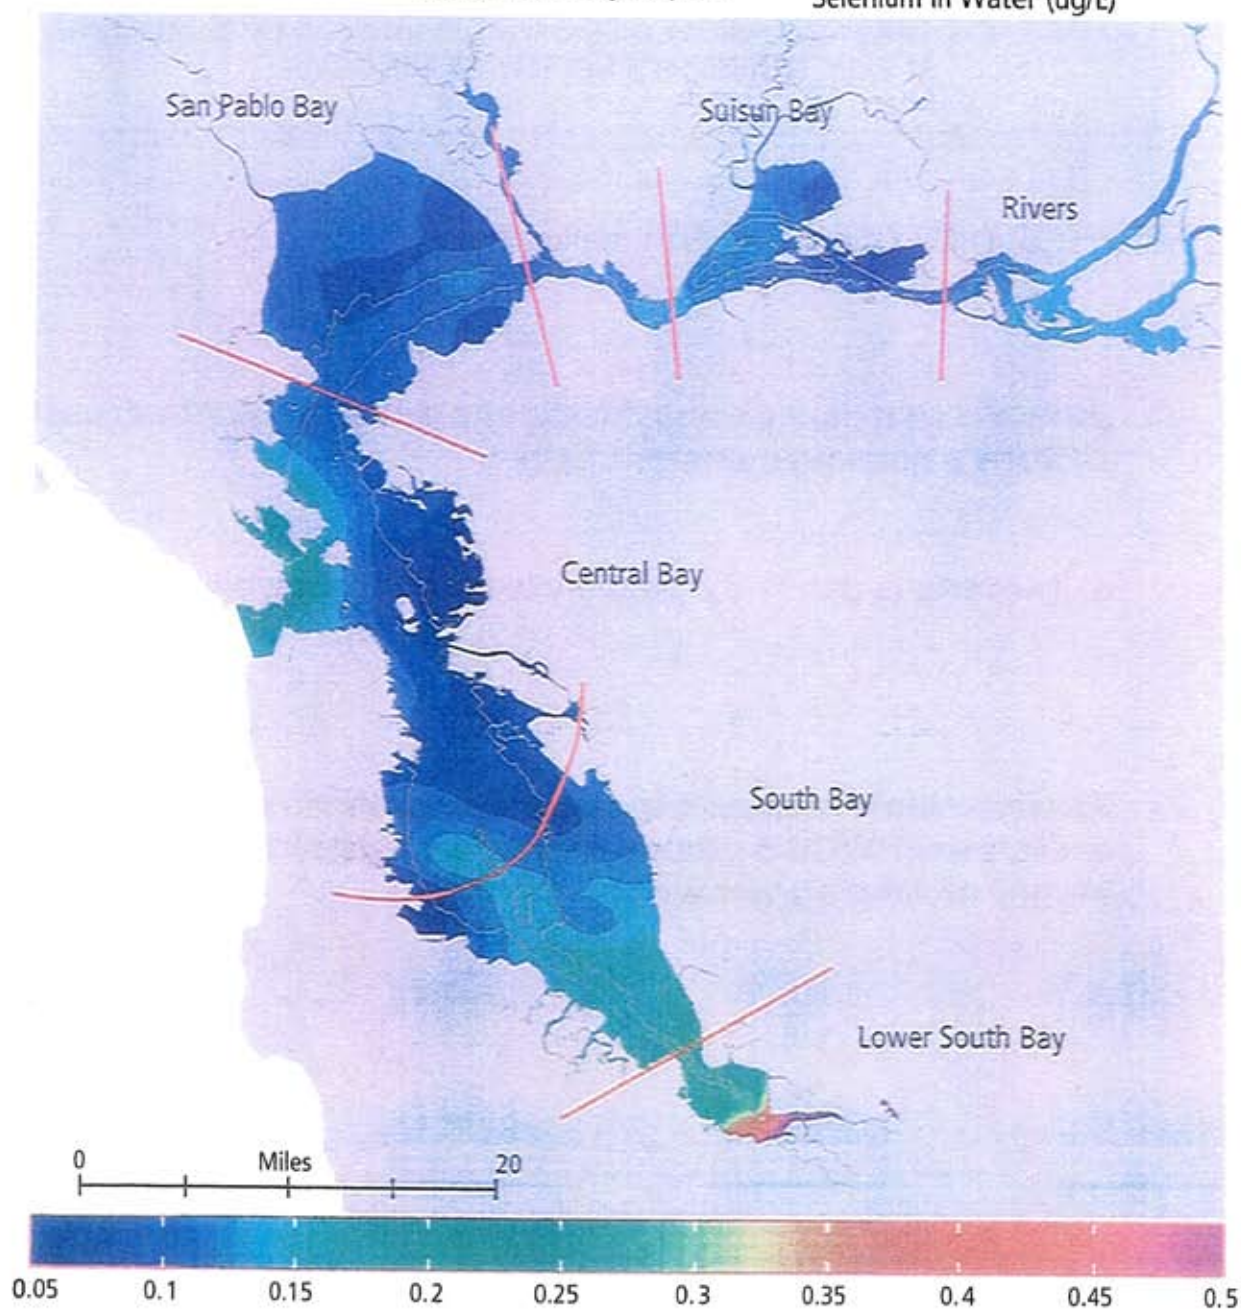 Selenium in Water (ug/L)
San Pablo Bay
Suisun Bay
Rivers
Central Bay
South Bay
Lower South Bay
0 Miles 20
0.05 0.1 0.15 0.2 0.25 0.3 0.35 0.4 0.45 0.5